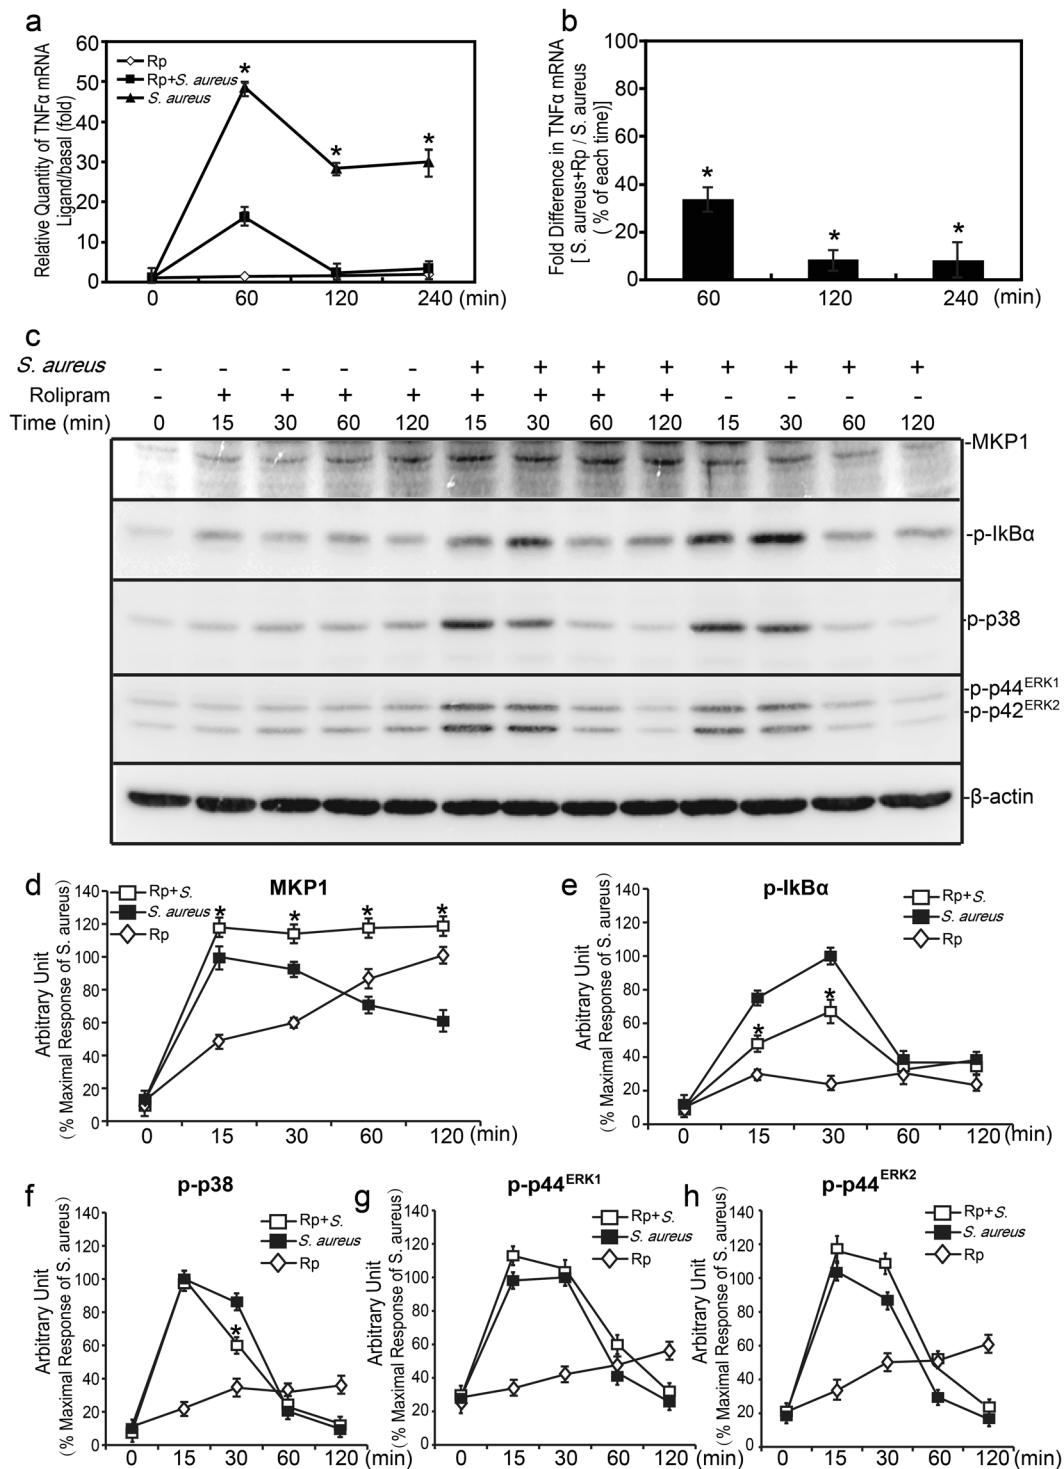 a
Relative Quantity of TNFα mRNA
Ligand/basal (fold)
60
50
40
30
20
10
0
Rp
Rp+S. aureus
S. aureus
*
*
*
0 60 120 240 (min)
b
Fold Difference in TNFα mRNA
[ S. aureus+Rp / S. aureus
( % of each time)]
100
80
60
40
20
0
*
*
*
60 120 240 (min)
c
S. aureus - - - - - + + + + + + + +
Rolipram - + + + + + + + + - - - -
Time (min) 0 15 30 60 120 15 30 60 120 15 30 60 120
-MKP1
-p-IkBα
-p-p38
-p-p44ERK1
-p-p42ERK2
-β-actin
d
MKP1
Arbitrary Unit
(% Maximal Response of S. aureus)
140
120
100
80
60
40
20
0
Rp+S.
S. aureus
Rp
* * * *
0 15 30 60 120 (min)
e
p-IkBα
Arbitrary Unit
(% Maximal Response of S. aureus)
140
120
100
80
60
40
20
0
Rp+S.
S. aureus
Rp
*
*
0 15 30 60 120 (min)
f
p-p38
Arbitrary Unit
(% Maximal Response of S. aureus)
140
120
100
80
60
40
20
0
Rp+S.
S. aureus
Rp
*
0 15 30 60 120 (min)
g
p-p44ERK1
Arbitrary Unit
(% Maximal Response of S. aureus)
140
120
100
80
60
40
20
0
Rp+S.
S. aureus
Rp
0 15 30 60 120 (min)
h
p-p44ERK2
Arbitrary Unit
(% Maximal Response of S. aureus)
140
120
100
80
60
40
20
0
Rp+S.
S. aureus
Rp
0 15 30 60 120 (min)